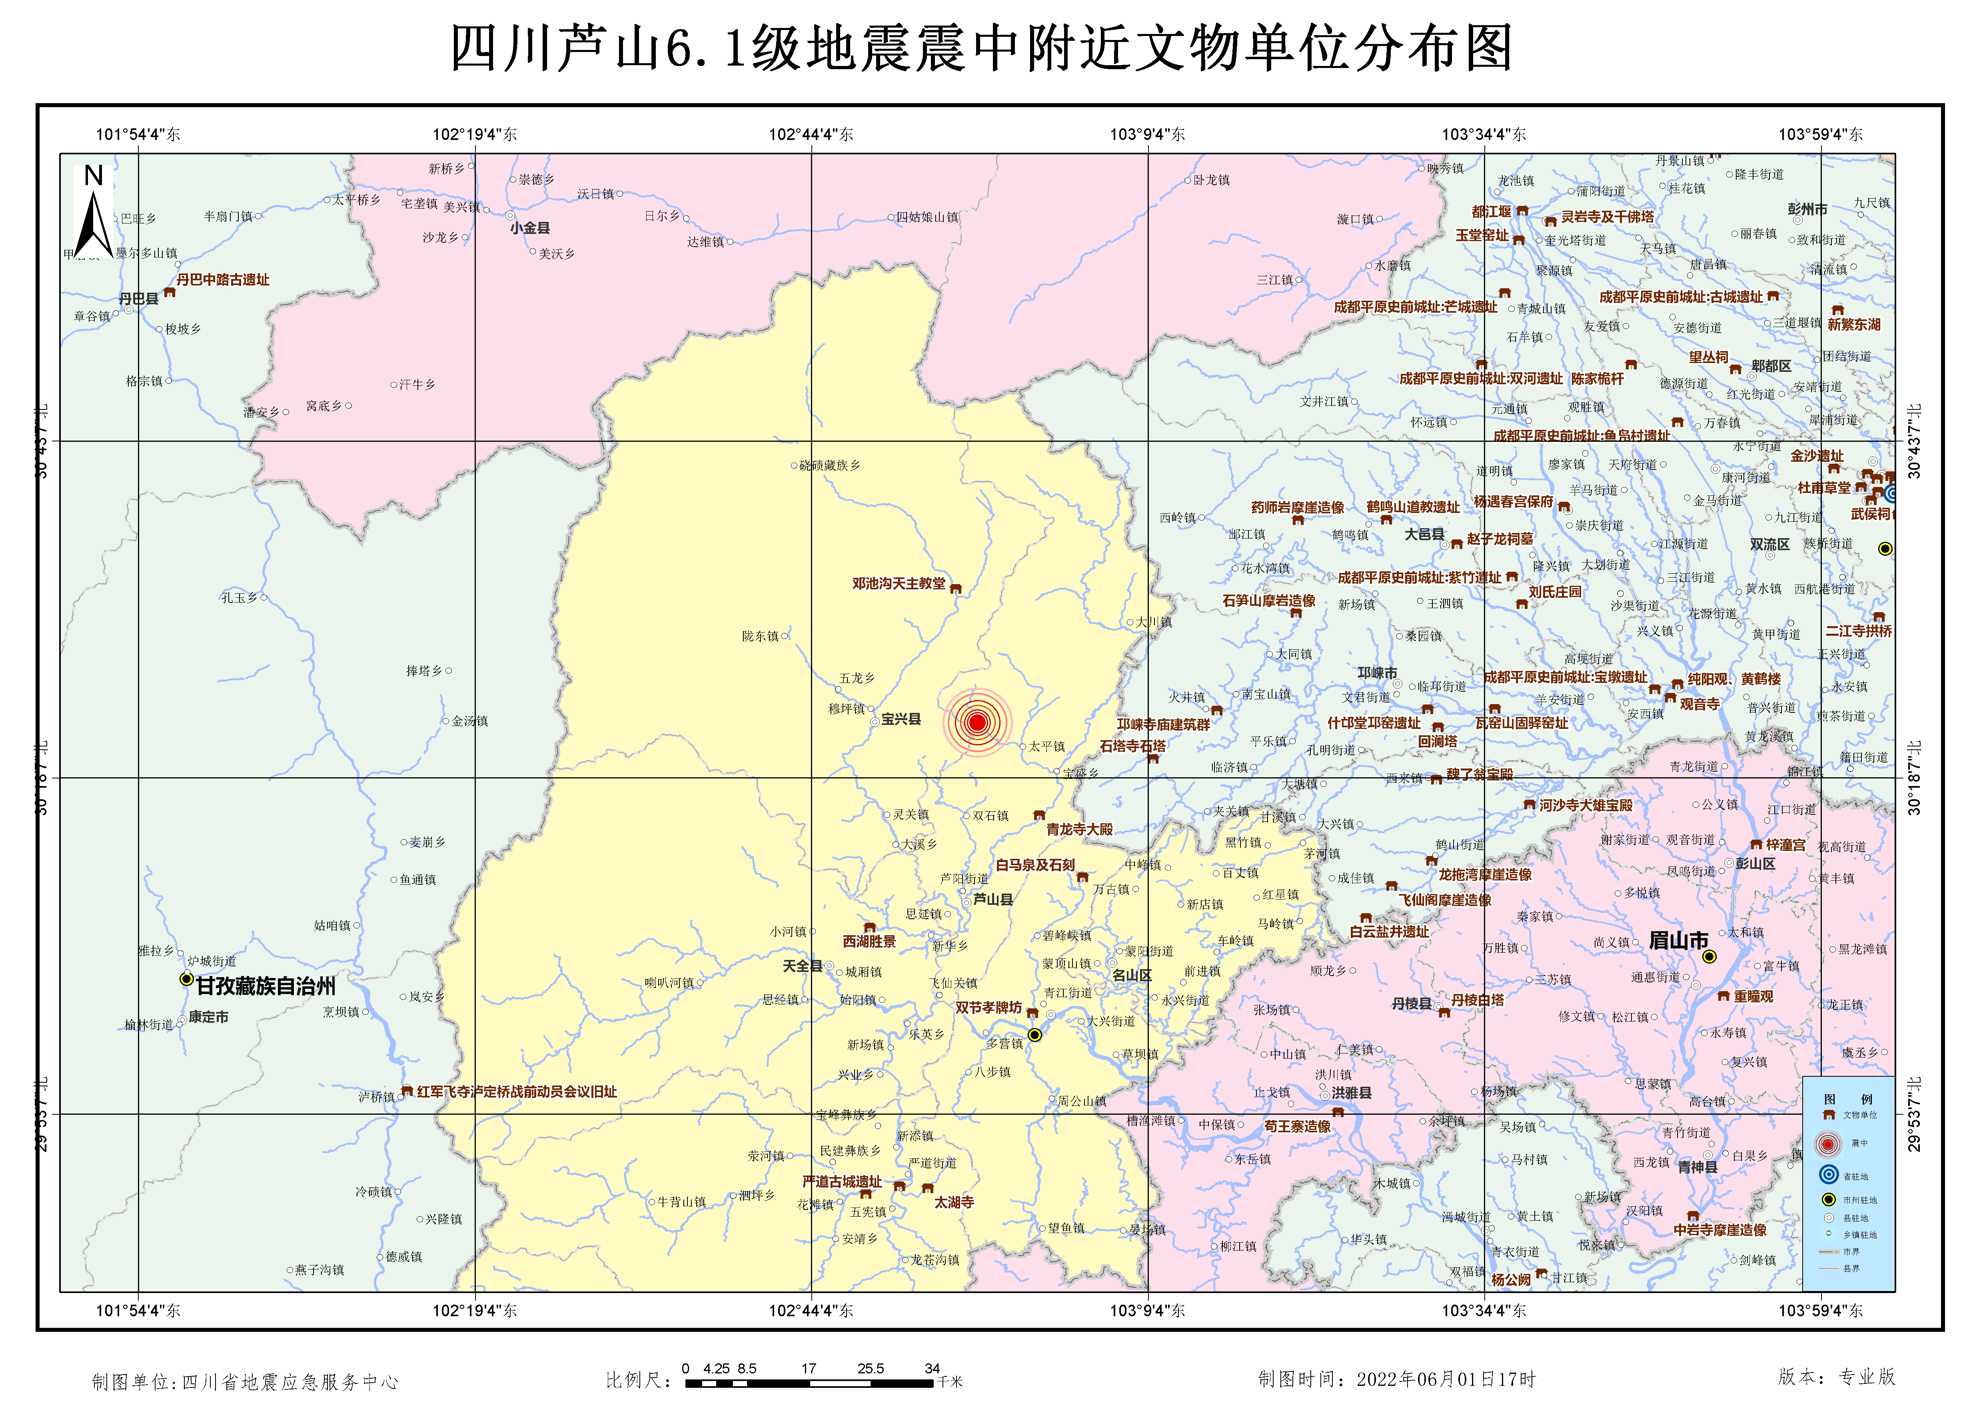 四川芦山6.1级地震震中附近文物单位分布图
101°54'4"东
102°19'4"东
102°44'4"东
103°9'4"东
103°34'4"东
103°59'4"东
N
新桥乡
崇德乡
太平桥乡
宅垄镇
美兴镇
沃日镇
日尔乡
四姑娘山镇
卧龙镇
映秀镇
龙池镇
蒲阳街道
丹景山镇
桂花镇
隆丰街道
彭州市
九尺镇
巴旺乡
半扇门镇
小金县
沙龙乡
美沃乡
达维镇
漩口镇
都江堰
灵岩寺及千佛塔
玉堂窑址
奎光塔街道
天马镇
丽春镇
致和街道
墨尔多山镇
丹巴中路古遗址
丹巴县
章谷镇
梭坡乡
三江镇
水磨镇
聚源镇
唐昌镇
清流镇
成都平原史前城址:芒城遗址
青城山镇
成都平原史前城址:古城遗址
新繁东湖
石羊镇
友爱镇
安德街道
三道堰镇
格宗镇
汗牛乡
潘安乡
窝底乡
望丛祠
郫都区
团结街道
成都平原史前城址:双河遗址
陈家桅杆
德源街道
红光街道
安靖街道
文井江镇
怀远镇
元通镇
观胜镇
万春镇
犀浦街道
成都平原史前城址:鱼凫村遗址
永宁街道
30°43'7"北
30°43'7"北
硗碛藏族乡
道明镇
廖家镇
天府街道
金沙遗址
康河街道
羊马街道
金马街道
杜甫草堂
武侯祠
西岭镇
药师岩摩崖造像
鹤鸣山道教遗址
杨遇春宫保府
崇庆街道
九江街道
䢺江镇
鹤鸣镇
大邑县
赵子龙祠墓
江源街道
双流区
簇桥街道
花水湾镇
成都平原史前城址:紫竹遗址
隆兴镇
大划街道
三江街道
黄水镇
西航港街道
邓池沟天主教堂
孔玉乡
石笋山摩岩造像
新场镇
王泗镇
刘氏庄园
沙渠街道
花源街道
二江寺拱桥
陇东镇
大川镇
桑园镇
兴义镇
黄甲街道
正兴街道
捧塔乡
五龙乡
大同镇
邛崃市
高埂街道
成都平原史前城址:宝墩遗址
纯阳观、黄鹤楼
永安镇
穆坪镇
宝兴县
火井镇
南宝山镇
文君街道
临邛街道
羊安街道
安西镇
观音寺
普兴街道
煎茶街道
金汤镇
邛崃寺庙建筑群
什邡堂邛窑遗址
瓦窑山固驿窑址
回澜塔
黄龙溪镇
太平镇
石塔寺石塔
平乐镇
孔明街道
籍田街道
宝盛乡
临济镇
大塘镇
西来镇
魏了翁宝殿
青龙街道
锦江镇
30°18'7"北
30°18'7"北
灵关镇
双石镇
青龙寺大殿
夹关镇
甘溪镇
大兴镇
河沙寺大雄宝殿
公义镇
江口街道
麦崩乡
大溪乡
黑竹镇
茅河镇
鹤山街道
谢家街道
观音街道
梓潼宫
视高街道
彭山区
鱼通镇
芦阳街道
白马泉及石刻
中峰镇
百丈镇
成佳镇
龙拖湾摩崖造像
凤鸣街道
黄丰镇
芦山县
万古镇
红星镇
飞仙阁摩崖造像
多悦镇
思延镇
新店镇
马岭镇
白云盐井遗址
秦家镇
姑咱镇
小河镇
西湖胜景
新华乡
碧峰峡镇
车岭镇
眉山市
太和镇
万胜镇
尚义镇
黑龙滩镇
雅拉乡
炉城街道
天全县
城厢镇
蒙顶山镇
蒙阳街道
名山区
前进镇
顺龙乡
三苏镇
通惠街道
富牛镇
甘孜藏族自治州
喇叭河镇
飞仙关镇
岚安乡
思经镇
始阳镇
青江街道
永兴街道
丹棱县
丹棱白塔
重瞳观
龙正镇
烹坝镇
康定市
榆林街道
双节孝牌坊
大兴街道
张场镇
修文镇
松江镇
乐英乡
多营镇
永寿镇
新场镇
草坝镇
中山镇
仁美镇
复兴镇
虞丞乡
兴业乡
八步镇
洪川镇
思蒙镇
泸桥镇
红军飞夺泸定桥战前动员会议旧址
周公山镇
止戈镇
洪雅县
杨场镇
高台镇
29°53'7"北
29°53'7"北
宝峰彝族乡
槽渔滩镇
中保镇
苟王寨造像
余坪镇
吴场镇
青竹街道
新添镇
民建彝族乡
荥河镇
严道街道
东岳镇
马村镇
西龙镇
青神县
白果乡
冷碛镇
严道古城遗址
太湖寺
木城镇
新场镇
牛背山镇
泗坪乡
花滩镇
五宪镇
汉阳镇
兴隆镇
望鱼镇
晏场镇
黄土镇
中岩寺摩崖造像
安靖乡
柳江镇
华头镇
青衣街道
悦来镇
德威镇
燕子沟镇
龙苍沟镇
双福镇
杨公阙
甘江镇
剑峰镇
图 例
文物单位
震中
省驻地
市州驻地
县驻地
乡镇驻地
市界
县界
101°54'4"东
102°19'4"东
102°44'4"东
103°9'4"东
103°34'4"东
103°59'4"东
制图单位:四川省地震应急服务中心
比例尺:
0 4.25 8.5 17 25.5 34
千米
制图时间: 2022年06月01日17时
版本: 专业版